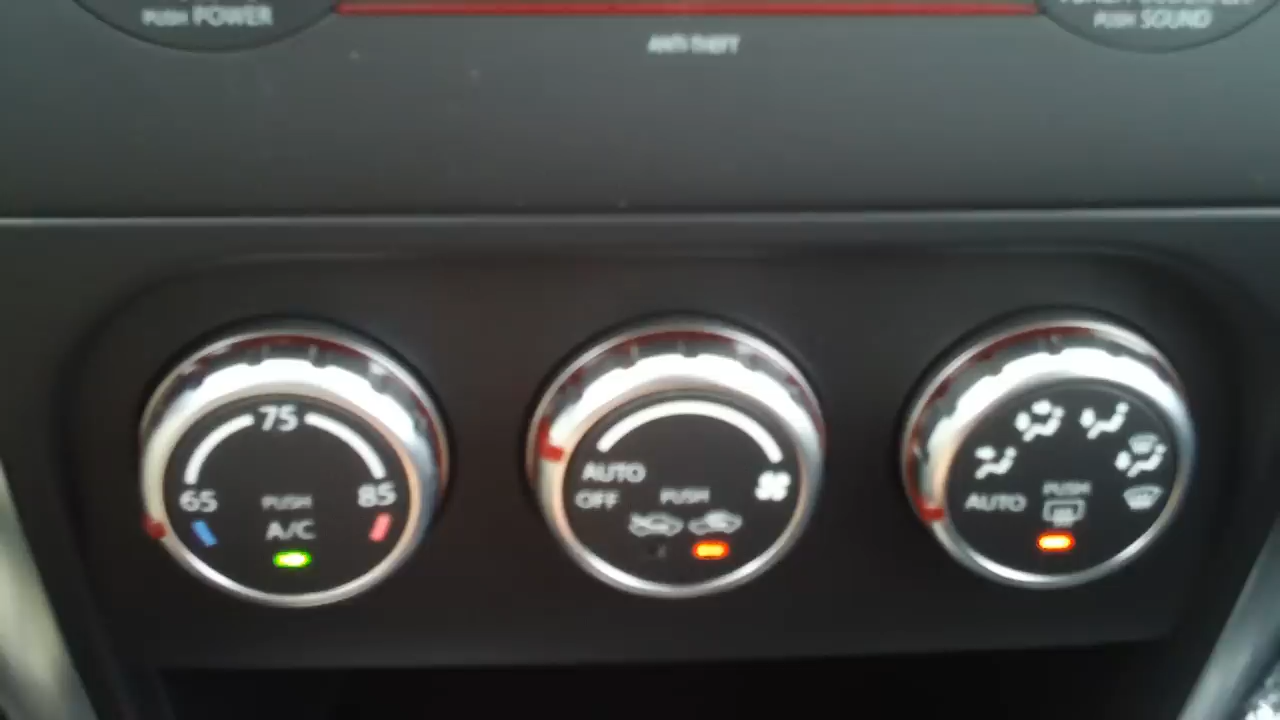 PUSH POWER
PUSH SOUND
ANTI-THEFT
75
65
85
PUSH
A/C
AUTO
OFF
PUSH
AUTO
PUSH